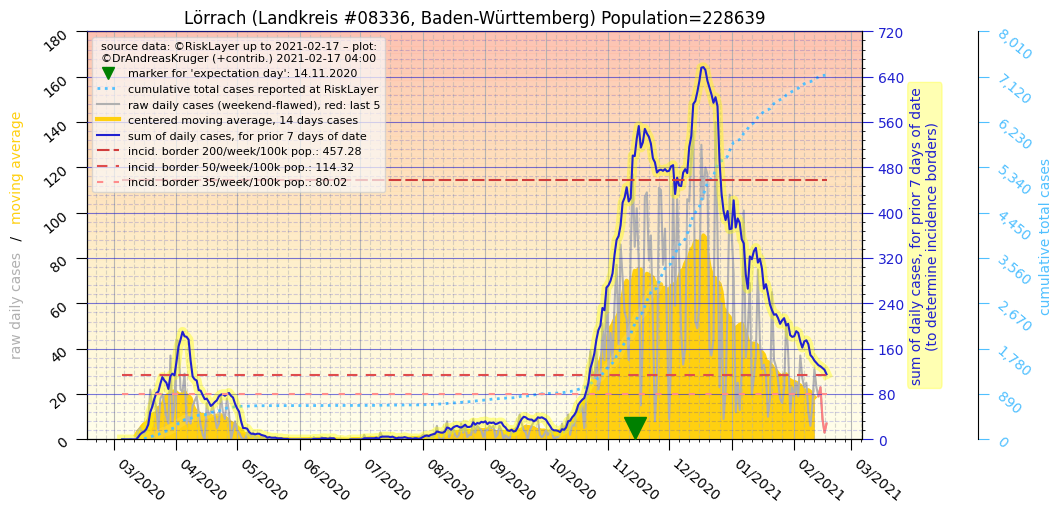 Lörrach (Landkreis #08336, Baden-Württemberg) Population=228639
source data: ©RiskLayer up to 2021-02-17 – plot:
©DrAndreasKruger (+contrib.) 2021-02-17 04:00
marker for 'expectation day': 14.11.2020
cumulative total cases reported at RiskLayer
raw daily cases (weekend-flawed), red: last 5
centered moving average, 14 days cases
sum of daily cases, for prior 7 days of date
incid. border 200/week/100k pop.: 457.28
incid. border 50/week/100k pop.: 114.32
incid. border 35/week/100k pop.: 80.02
raw daily cases / moving average
180
160
140
120
100
80
60
40
20
0
03/2020
04/2020
05/2020
06/2020
07/2020
08/2020
09/2020
10/2020
11/2020
12/2020
01/2021
02/2021
03/2021
720
640
560
480
400
320
240
160
80
0
sum of daily cases, for prior 7 days of date
(to determine incidence borders)
8,010
7,120
6,230
5,340
4,450
3,560
2,670
1,780
890
0
cumulative total cases